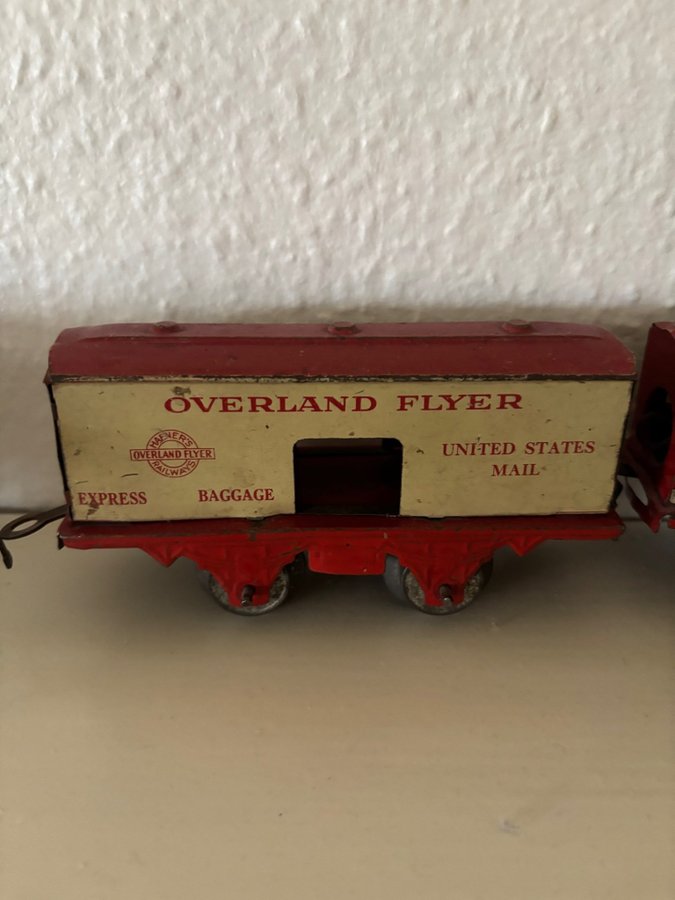 OVERLAND FLYER
HAFNER'S
OVERLAND FLYER
RAILWAYS
EXPRESS BAGGAGE
UNITED STATES
MAIL